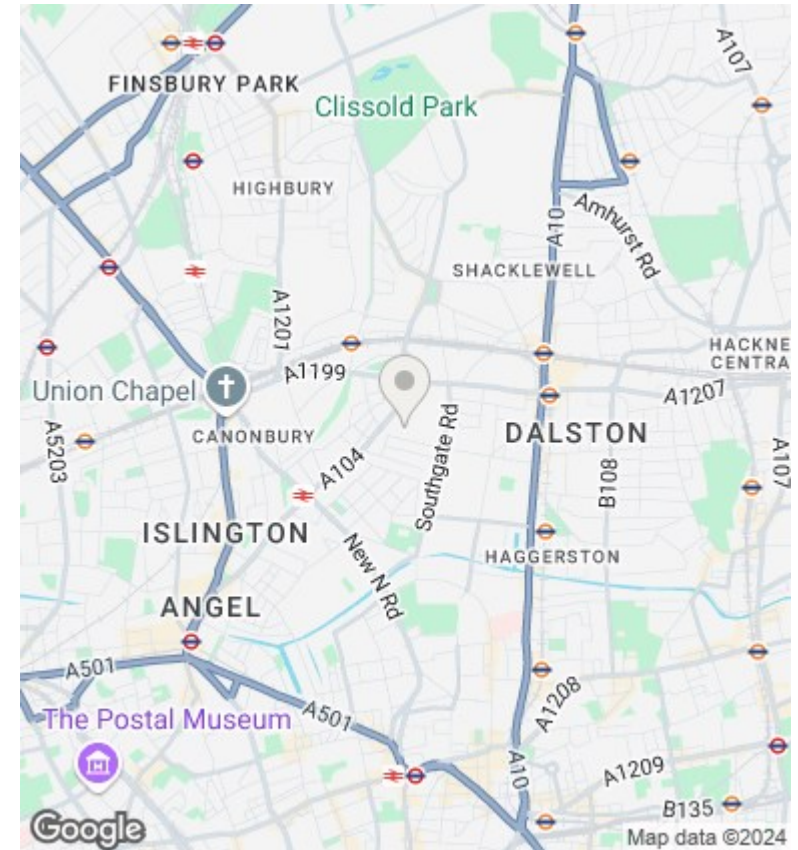 A107
FINSBURY PARK
Clissold Park
HIGHBURY
A10
Amhurst Rd
SHACKLEWELL
A1201
HACKNE
CENTRA
A1199
Union Chapel
A1207
CANONBURY
A5203
A104
Southgate Rd
DALSTON
B108
A107
ISLINGTON
New N Rd
HAGGERSTON
ANGEL
A501
A1208
The Postal Museum
A501
A10
A1209
B135
Google
Map data ©2024